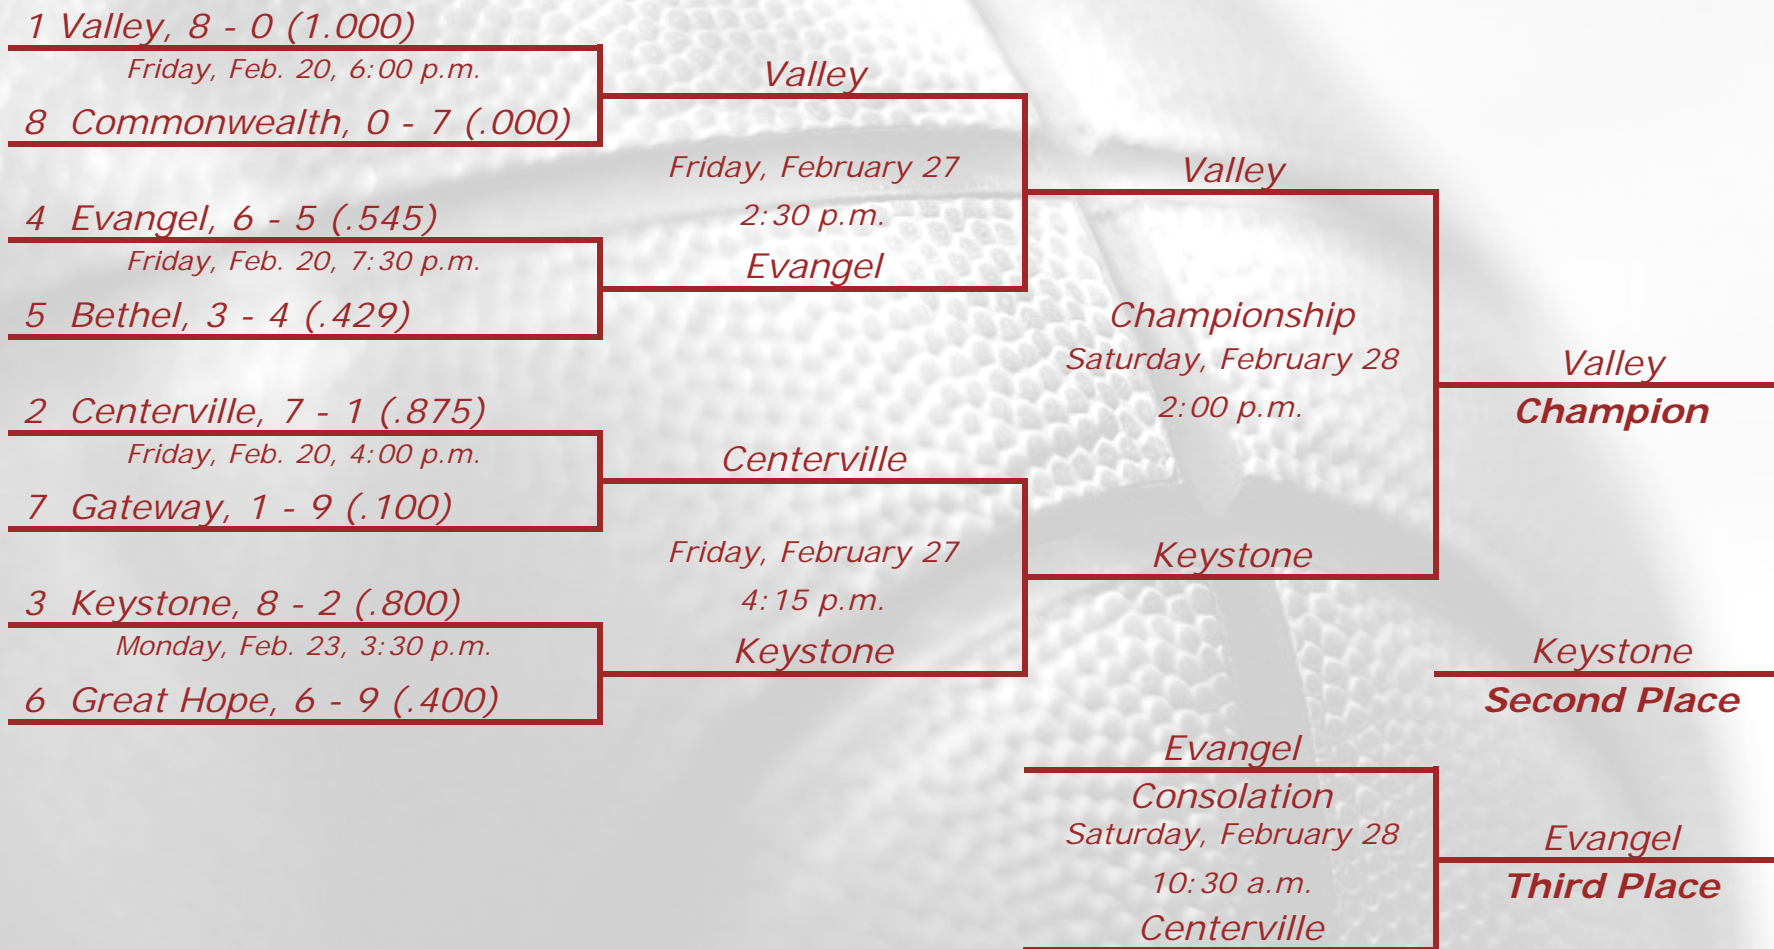 1 Valley, 8 - 0 (1.000)
Friday, Feb. 20, 6:00 p.m.
8 Commonwealth, 0 - 7 (.000)
4 Evangel, 6 - 5 (.545)
Friday, Feb. 20, 7:30 p.m.
5 Bethel, 3 - 4 (.429)
2 Centerville, 7 - 1 (.875)
Friday, Feb. 20, 4:00 p.m.
7 Gateway, 1 - 9 (.100)
3 Keystone, 8 - 2 (.800)
Monday, Feb. 23, 3:30 p.m.
6 Great Hope, 6 - 9 (.400)
Valley
Friday, February 27
2:30 p.m.
Evangel
Centerville
Friday, February 27
4:15 p.m.
Keystone
Valley
Championship
Saturday, February 28
2:00 p.m.
Keystone
Valley
Champion
Keystone
Second Place
Evangel
Consolation
Saturday, February 28
10:30 a.m.
Centerville
Evangel
Third Place